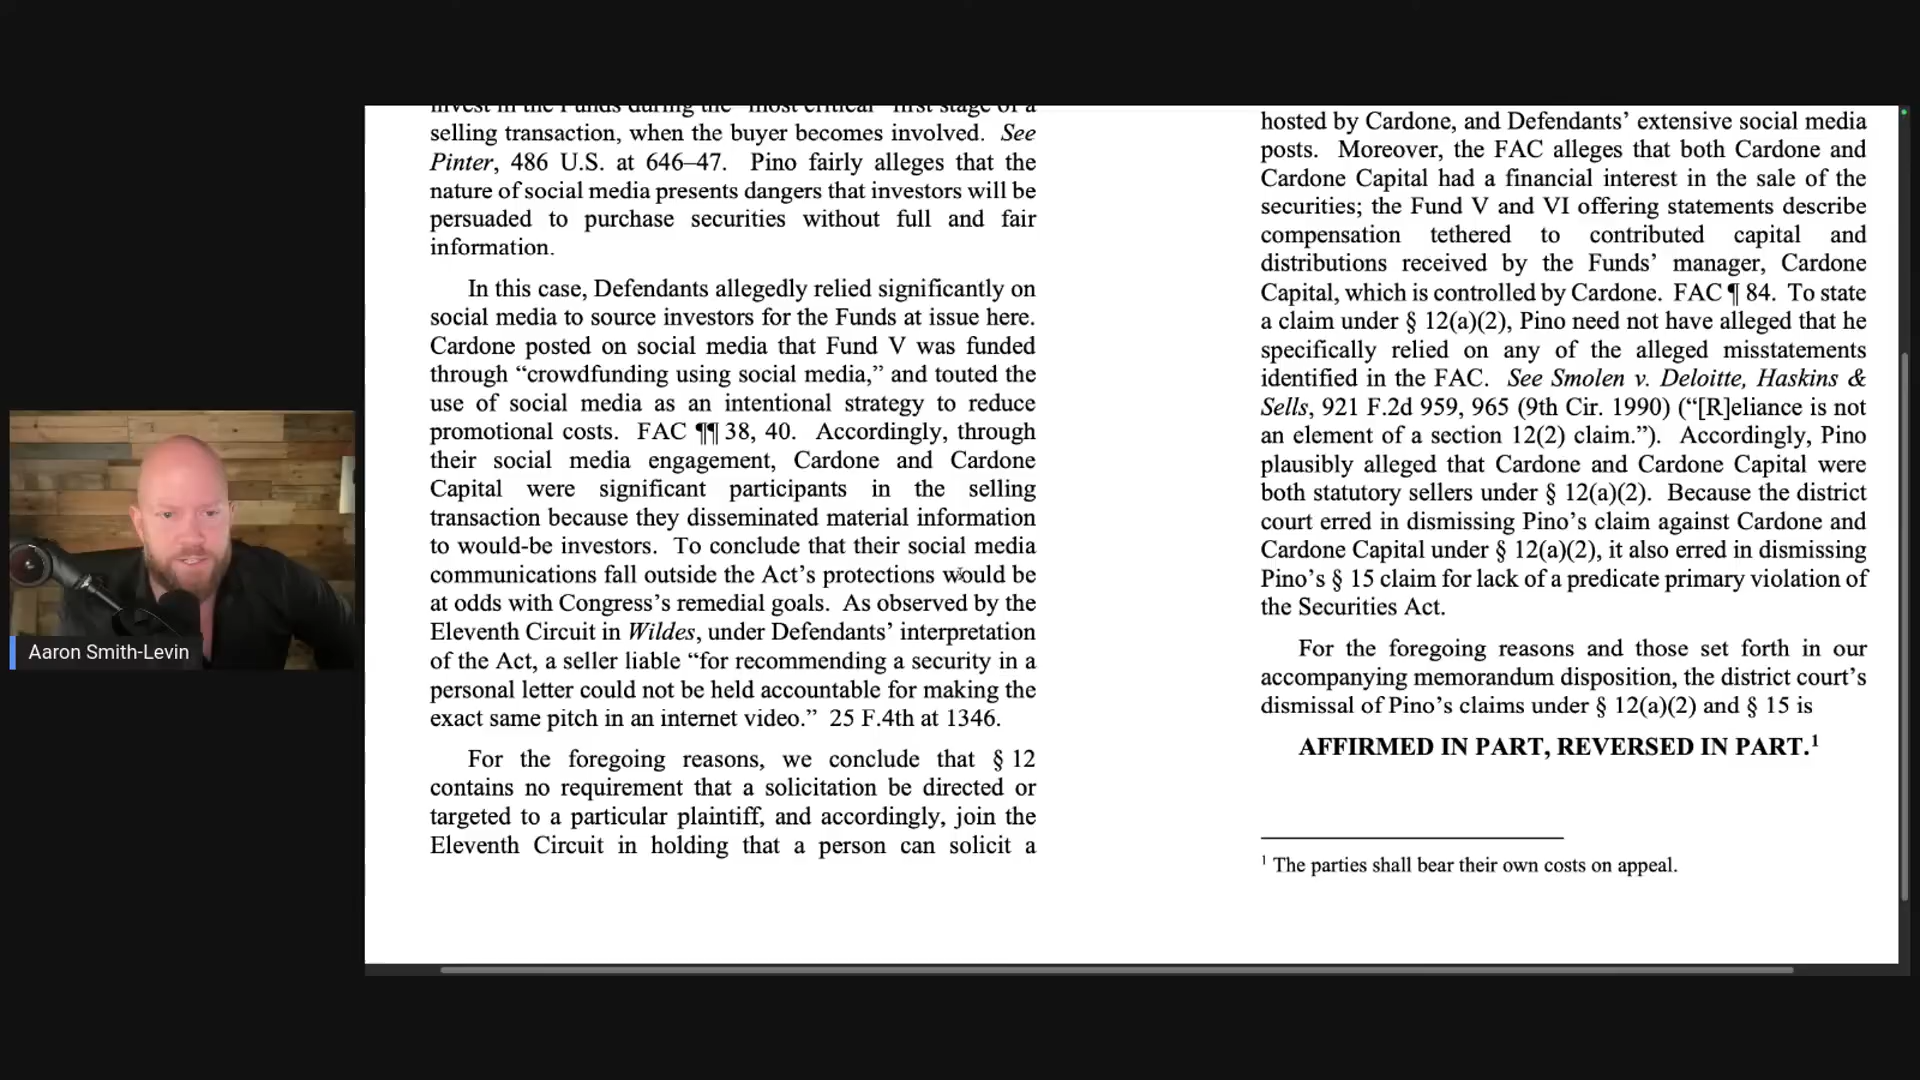 invest in the Funds during the “most critical” first stage of a
selling transaction, when the buyer becomes involved. See
Pinter, 486 U.S. at 646–47. Pino fairly alleges that the
nature of social media presents dangers that investors will be
persuaded to purchase securities without full and fair
information.
In this case, Defendants allegedly relied significantly on
social media to source investors for the Funds at issue here.
Cardone posted on social media that Fund V was funded
through “crowdfunding using social media,” and touted the
use of social media as an intentional strategy to reduce
promotional costs. FAC ¶¶ 38, 40. Accordingly, through
their social media engagement, Cardone and Cardone
Capital were significant participants in the selling
transaction because they disseminated material information
to would-be investors. To conclude that their social media
communications fall outside the Act’s protections would be
at odds with Congress’s remedial goals. As observed by the
Eleventh Circuit in Wildes, under Defendants’ interpretation
of the Act, a seller liable “for recommending a security in a
personal letter could not be held accountable for making the
exact same pitch in an internet video.” 25 F.4th at 1346.
For the foregoing reasons, we conclude that § 12
contains no requirement that a solicitation be directed or
targeted to a particular plaintiff, and accordingly, join the
Eleventh Circuit in holding that a person can solicit a
hosted by Cardone, and Defendants’ extensive social media
posts. Moreover, the FAC alleges that both Cardone and
Cardone Capital had a financial interest in the sale of the
securities; the Fund V and VI offering statements describe
compensation tethered to contributed capital and
distributions received by the Funds’ manager, Cardone
Capital, which is controlled by Cardone. FAC ¶ 84. To state
a claim under § 12(a)(2), Pino need not have alleged that he
specifically relied on any of the alleged misstatements
identified in the FAC. See Smolen v. Deloitte, Haskins &
Sells, 921 F.2d 959, 965 (9th Cir. 1990) (“[R]eliance is not
an element of a section 12(2) claim.”). Accordingly, Pino
plausibly alleged that Cardone and Cardone Capital were
both statutory sellers under § 12(a)(2). Because the district
court erred in dismissing Pino’s claim against Cardone and
Cardone Capital under § 12(a)(2), it also erred in dismissing
Pino’s § 15 claim for lack of a predicate primary violation of
the Securities Act.
For the foregoing reasons and those set forth in our
accompanying memorandum disposition, the district court’s
dismissal of Pino’s claims under § 12(a)(2) and § 15 is
AFFIRMED IN PART, REVERSED IN PART.¹
¹ The parties shall bear their own costs on appeal.
Aaron Smith-Levin